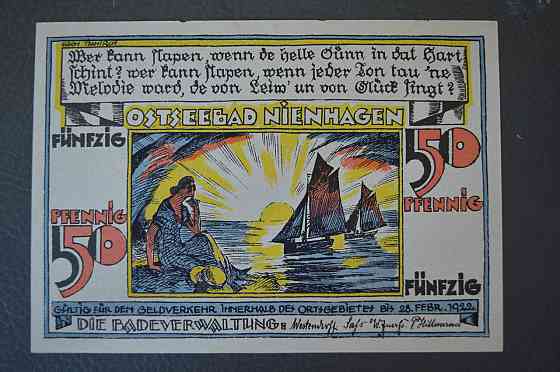 Wer kann slapen, wenn de helle Sünn in dat Hart
schint? wer kann slapen, wenn jeder Ton tau 'ne
Melodie ward, de von Leiw' un von Glück singt?
OSTSEEBAD NIENHAGEN
FÜNFZIG
50
PFENNIG
PFENNIG
50
FÜNFZIG
GÜLTIG FÜR DEN GELDVERKEHR INNERHALB DES ORTSGEBIETES BIS 28. FEBR. 1922.
DIE BADEVERWALTUNG: